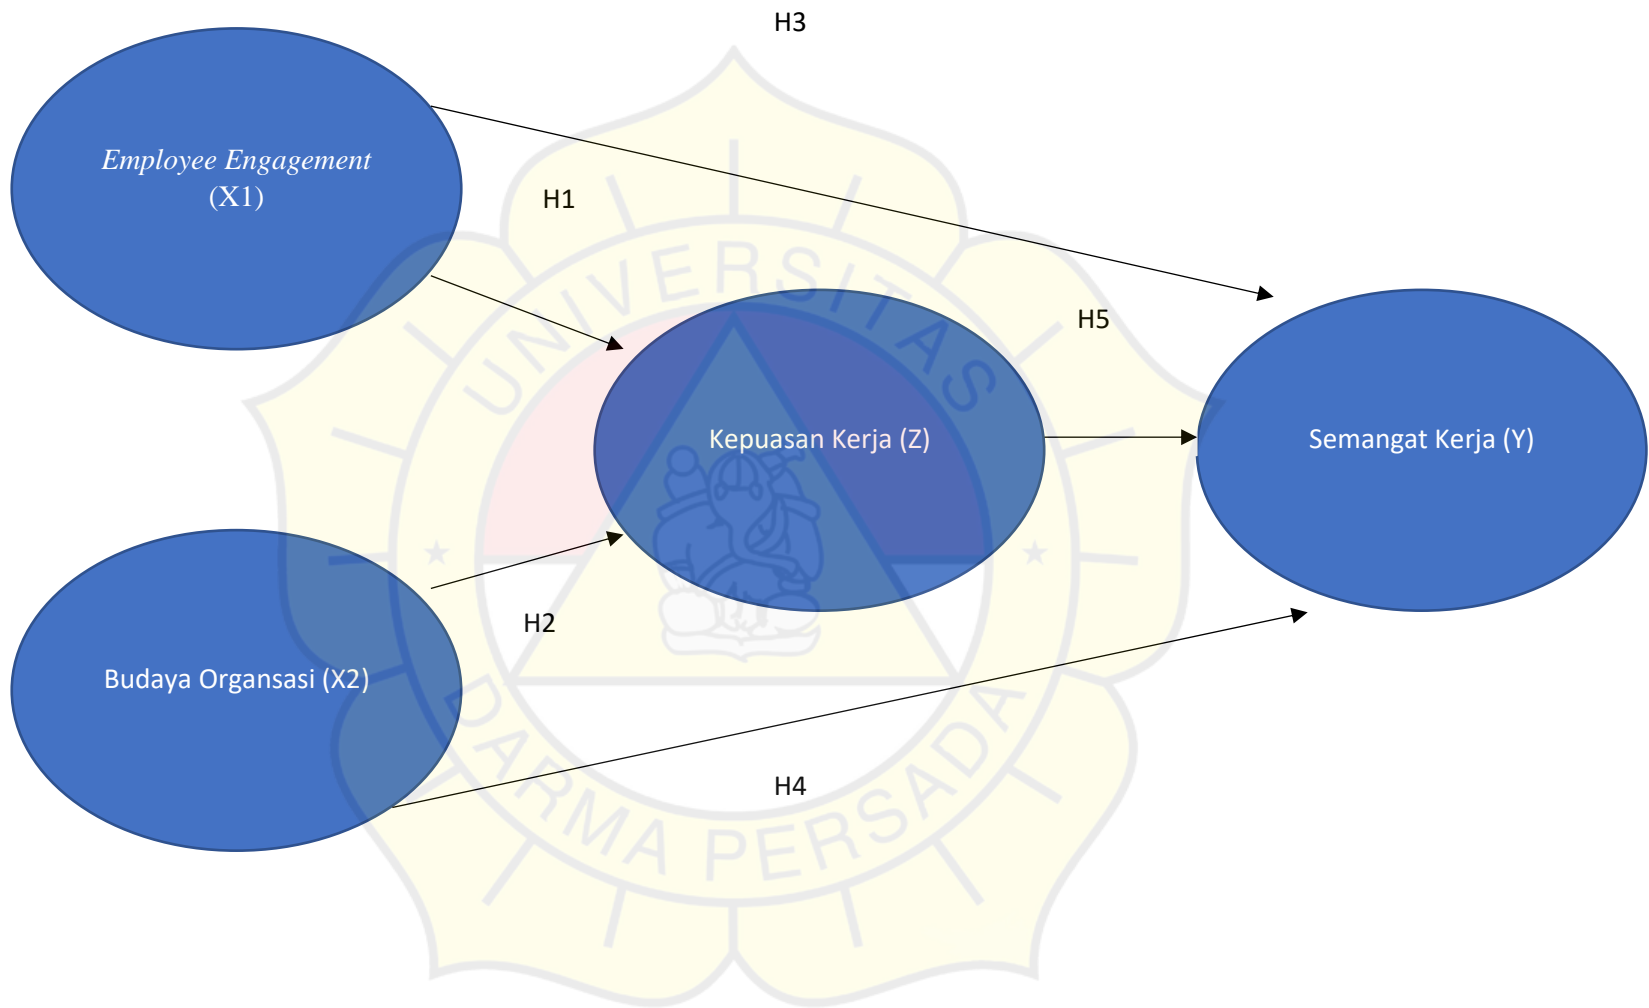 H3
Employee Engagement
(X1)
H1
H5
Kepuasan Kerja (Z)
Semangat Kerja (Y)
H2
Budaya Organsasi (X2)
H4
UNIVERSITAS
DARMA PERSADA